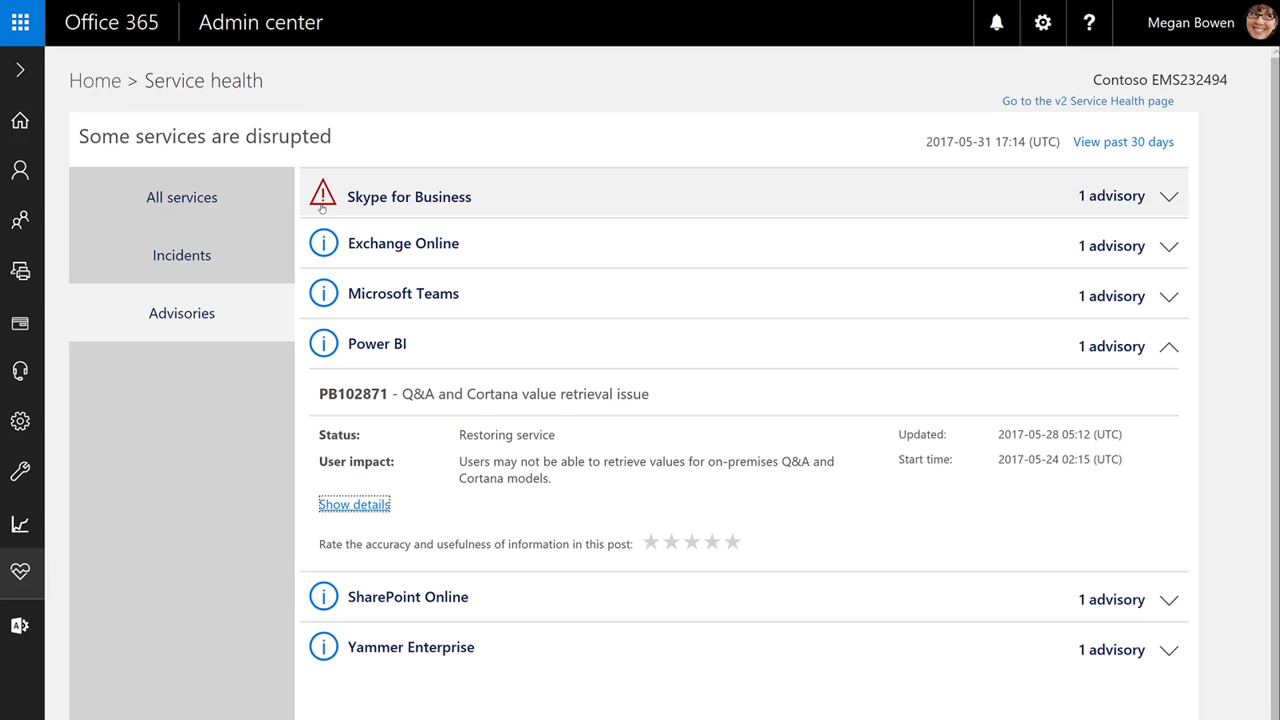 Office 365 Admin center Megan Bowen
Home > Service health
Contoso EMS232494
Go to the v2 Service Health page
Some services are disrupted
2017-05-31 17:14 (UTC) View past 30 days
All services
Incidents
Advisories
Skype for Business 1 advisory
Exchange Online 1 advisory
Microsoft Teams 1 advisory
Power BI 1 advisory
PB102871 - Q&A and Cortana value retrieval issue
Status: Restoring service Updated: 2017-05-28 05:12 (UTC)
User impact: Users may not be able to retrieve values for on-premises Q&A and Start time: 2017-05-24 02:15 (UTC)
Cortana models.
Show details
Rate the accuracy and usefulness of information in this post:
SharePoint Online 1 advisory
Yammer Enterprise 1 advisory